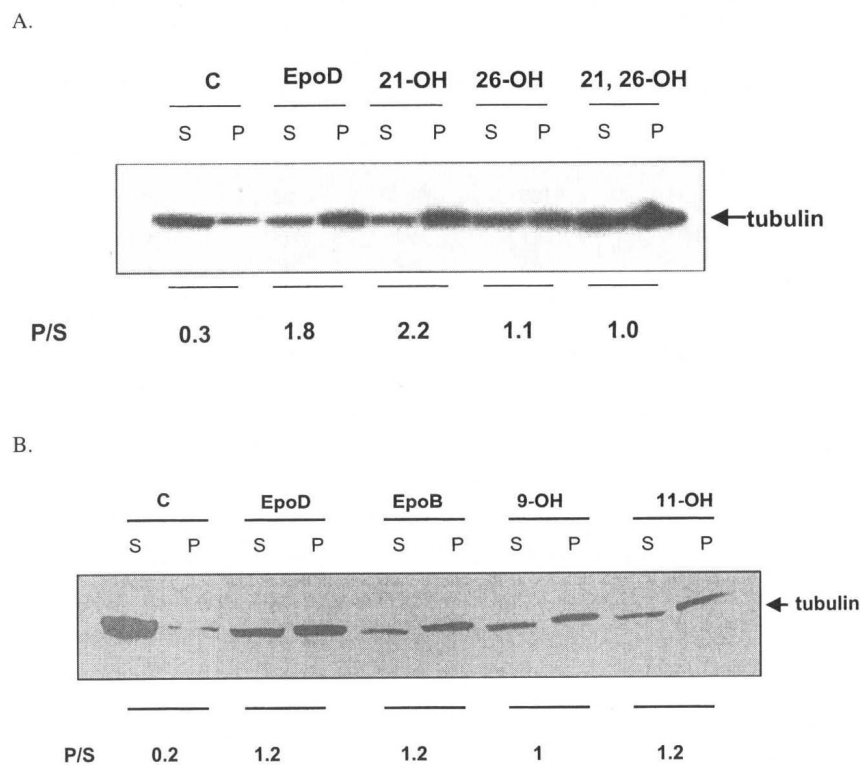 A.
C EpoD 21-OH 26-OH 21, 26-OH
S P S P S P S P S P
tubulin
P/S 0.3 1.8 2.2 1.1 1.0
B.
C EpoD EpoB 9-OH 11-OH
S P S P S P S P S P
tubulin
P/S 0.2 1.2 1.2 1 1.2